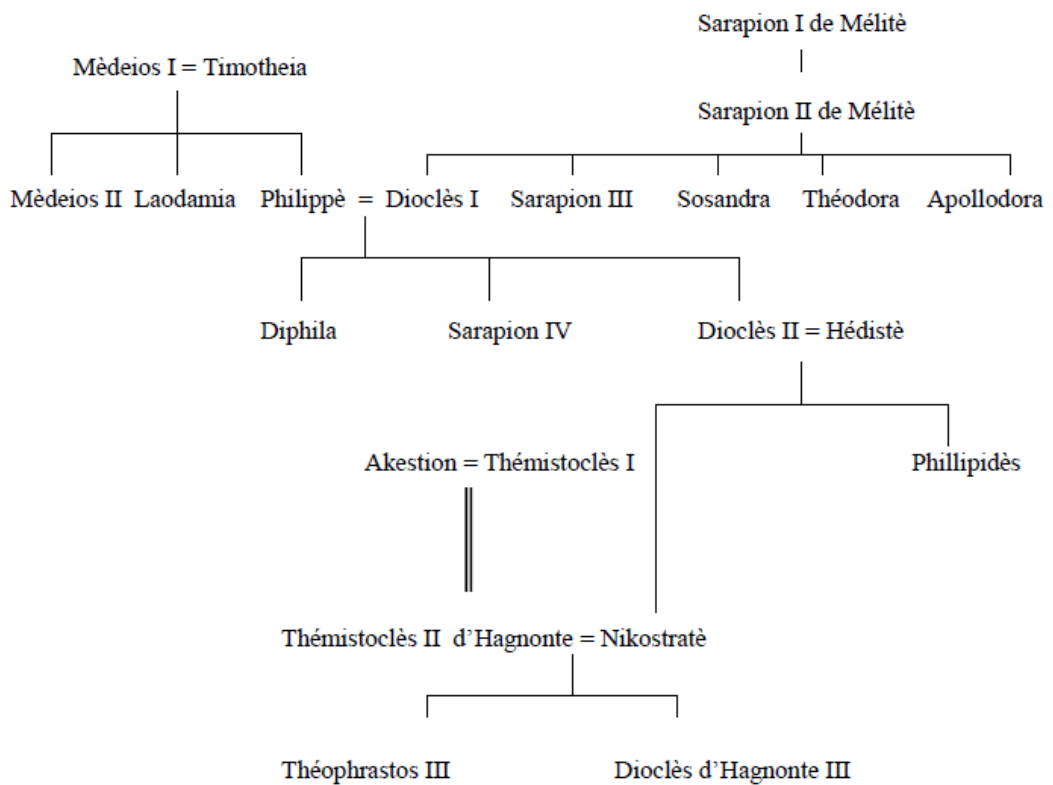 Sarapion I de Mélitè
Mèdeios I = Timotheia
Sarapion II de Mélitè
Mèdeios II Laodamia Philippè = Dioclès I Sarapion III Sosandra Théodora Apollodora
Diphila Sarapion IV Dioclès II = Hédistè
Akestion = Thémistoclès I Phillipidès
Thémistoclès II d’Hagnonte = Nikostratè
Théophrastos III Dioclès d’Hagnonte III